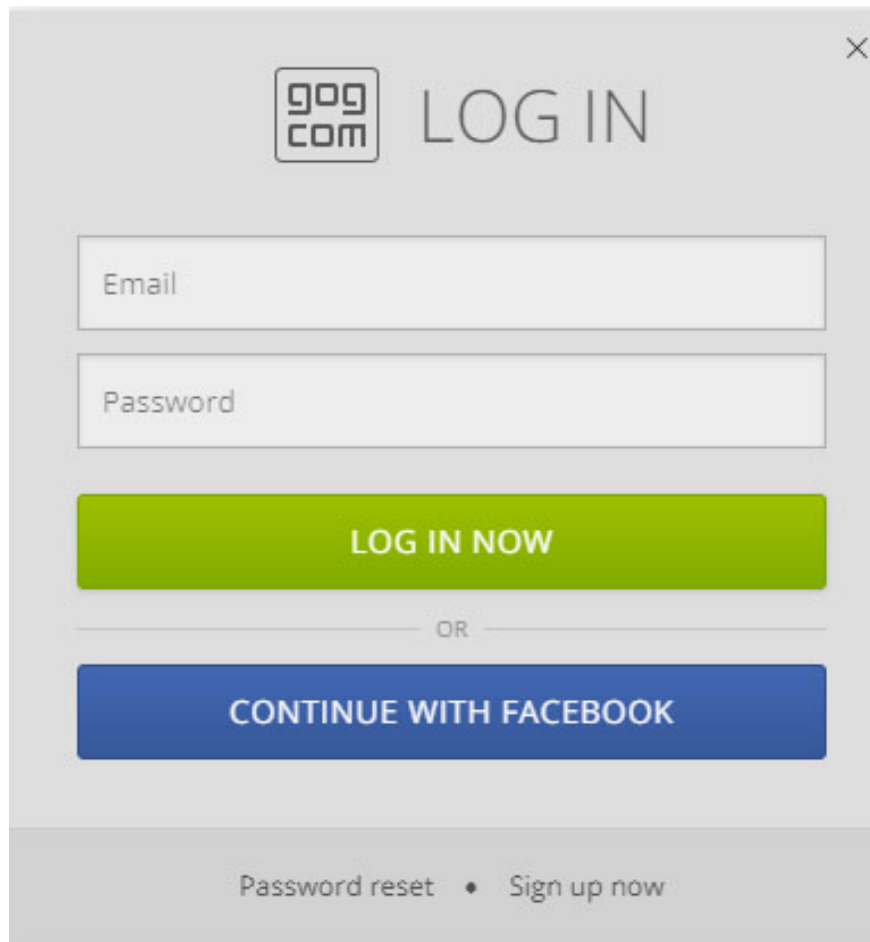 gog
com
LOG IN
Email
Password
LOG IN NOW
OR
CONTINUE WITH FACEBOOK
Password reset • Sign up now